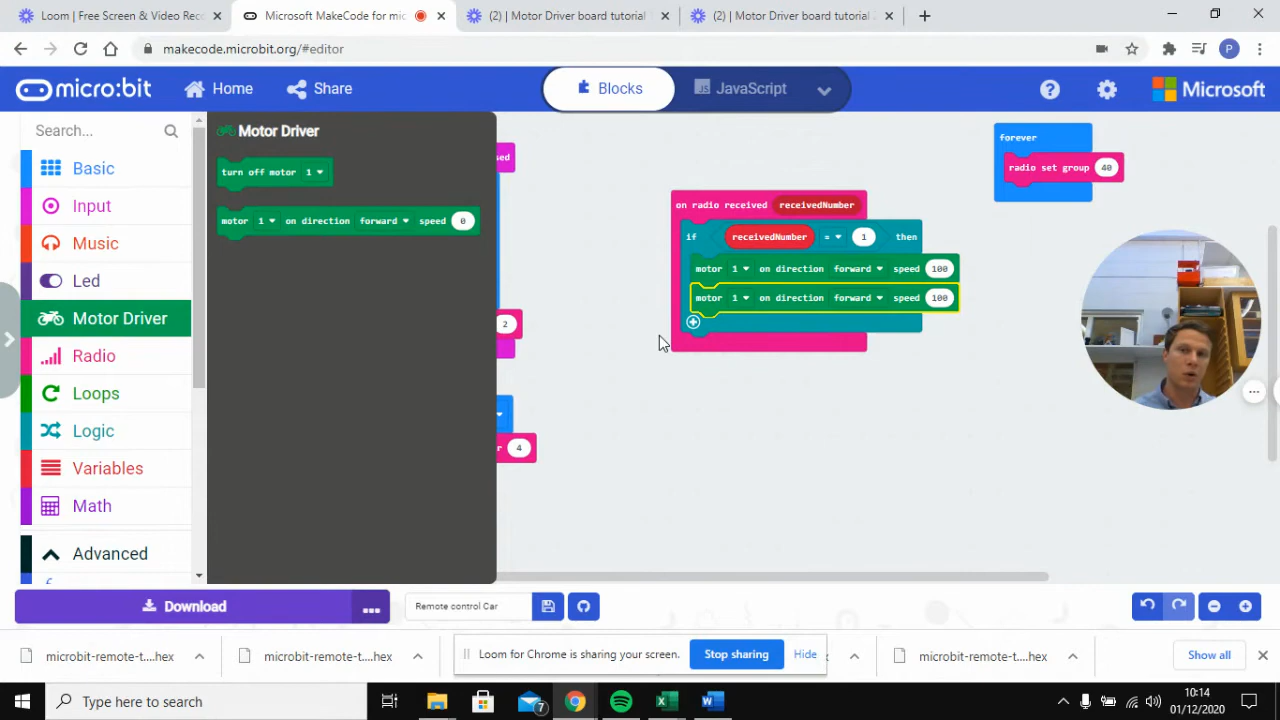 Loom | Free Screen & Video Rec
Microsoft MakeCode for mic
(2) | Motor Driver board tutorial
(2) | Motor Driver board tutorial 2
makecode.microbit.org/#editor
P
micro:bit
Home
Share
Blocks
JavaScript
Microsoft
Search...
Basic
Input
Music
Led
Motor Driver
Radio
Loops
Logic
Variables
Math
Advanced
Motor Driver
turn off motor 1
motor 1 on direction forward speed 0
sed
2
r 4
on radio received receivedNumber
if receivedNumber = 1 then
motor 1 on direction forward speed 100
motor 1 on direction forward speed 100
forever
radio set group 40
Download
Remote control Car
microbit-remote-t....hex
microbit-remote-t....hex
Loom for Chrome is sharing your screen.
Stop sharing
Hide
microbit-remote-t....hex
Show all
Type here to search
7
10:14
01/12/2020